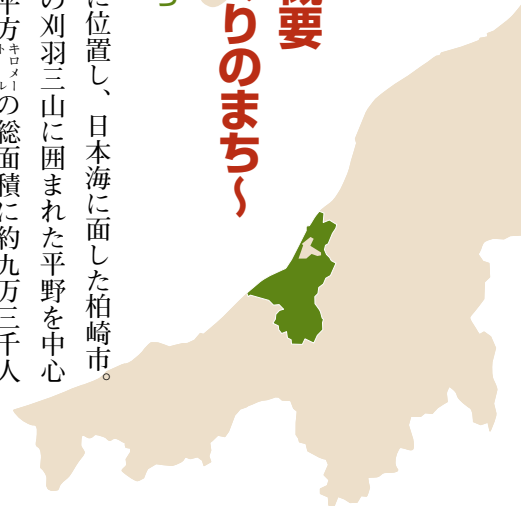 概要
りのまち～
に位置し、日本海に面した柏崎市。
の刈羽三山に囲まれた平野を中心
平方キロメートルの総面積に約九万三千人